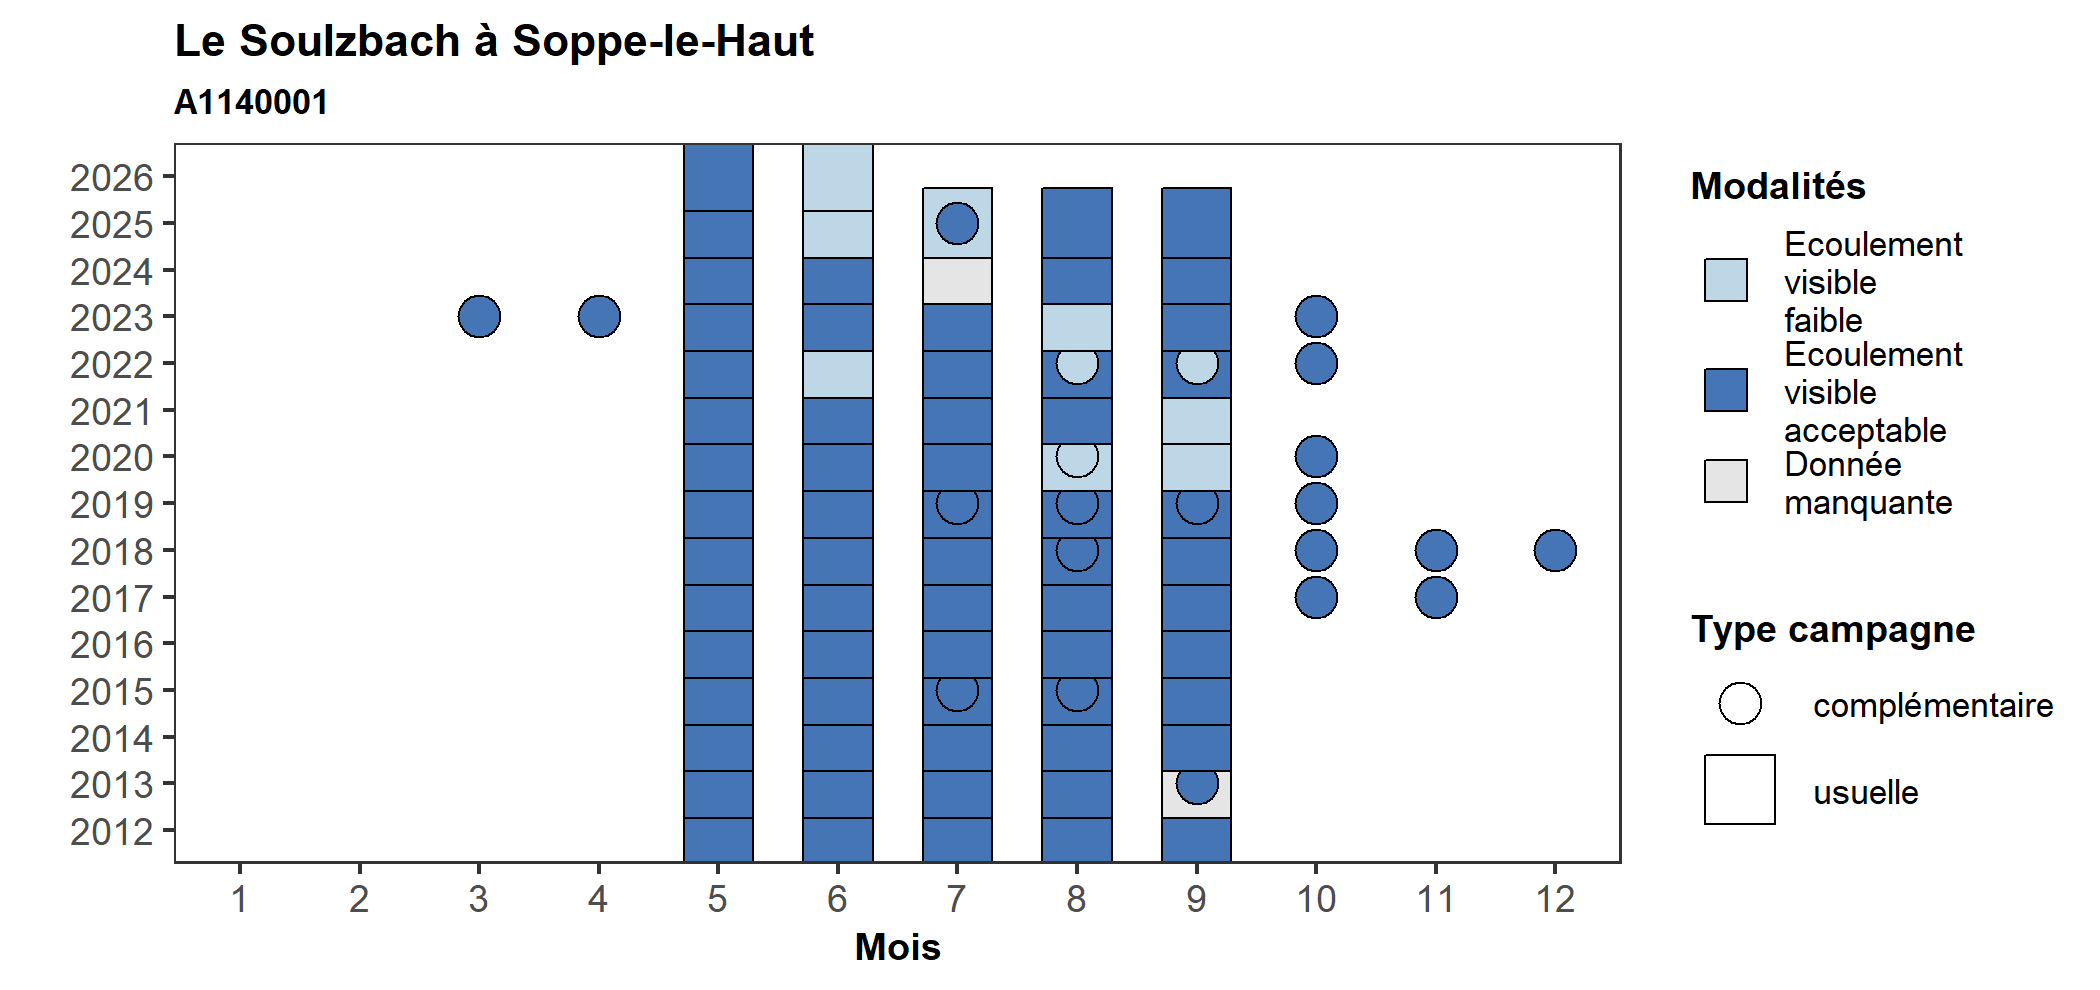 Le Soulzbach à Soppe-le-Haut
A1140001
2026
2025
2024
2023
2022
2021
2020
2019
2018
2017
2016
2015
2014
2013
2012
1 2 3 4 5 6 7 8 9 10 11 12
Mois
Modalités
Ecoulement
visible
faible
Ecoulement
visible
acceptable
Donnée
manquante
Type campagne
complémentaire
usuelle